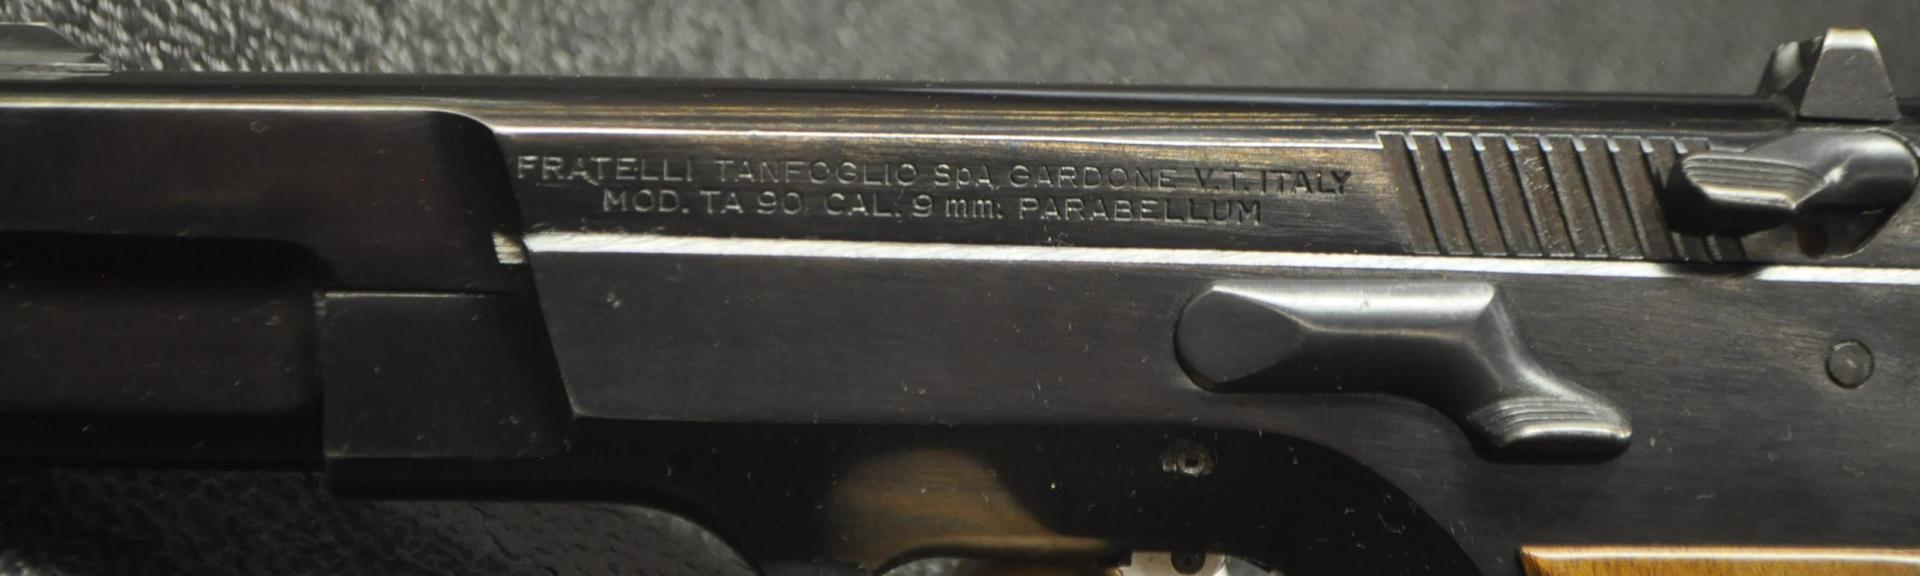 FRATELLI TANFOGLIO SpA GARDONE V.T. ITALY
MOD. TA 90 CAL. 9 mm. PARABELLUM